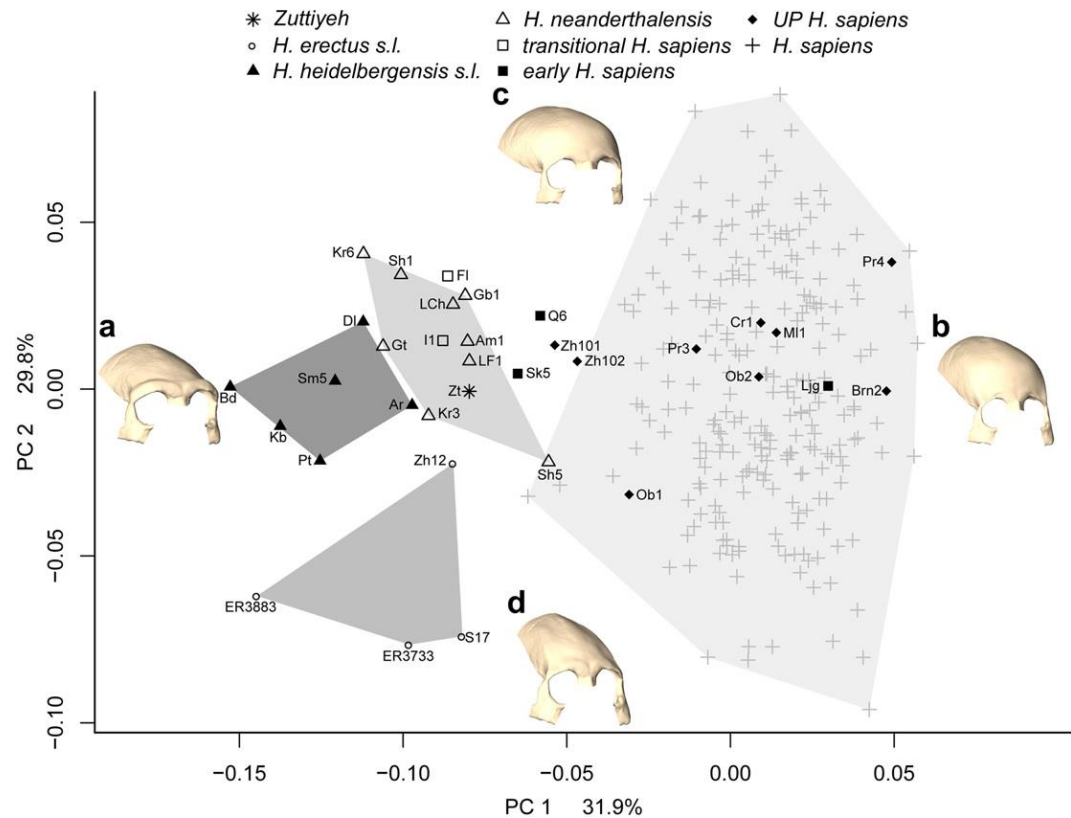 Zuttiyeh
H. erectus s.l.
H. heidelbergensis s.l.
H. neanderthalensis
transitional H. sapiens
early H. sapiens
UP H. sapiens
H. sapiens
c
a
b
d
Kr6
Sh1
Fl
LCh
Gb1
Dl
Gt
I1
Am1
LF1
Sm5
Zt
Bd
Ar
Kr3
Kb
Pt
Zh12
Sh5
Q6
Zh101
Zh102
Sk5
Pr4
Cr1
Ml1
Pr3
Ob2
Ljg
Brn2
Ob1
ER3883
S17
ER3733
PC 2 29.8%
0.05
0.00
−0.05
−0.10
−0.15
−0.10
−0.05
0.00
0.05
PC 1 31.9%